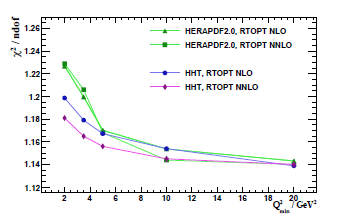 χ² / ndof
1.26
1.24
1.22
1.2
1.18
1.16
1.14
1.12
HERAPDF2.0, RTOPT NLO
HERAPDF2.0, RTOPT NNLO
HHT, RTOPT NLO
HHT, RTOPT NNLO
2 4 6 8 10 12 14 16 18 20
Q²min / GeV²